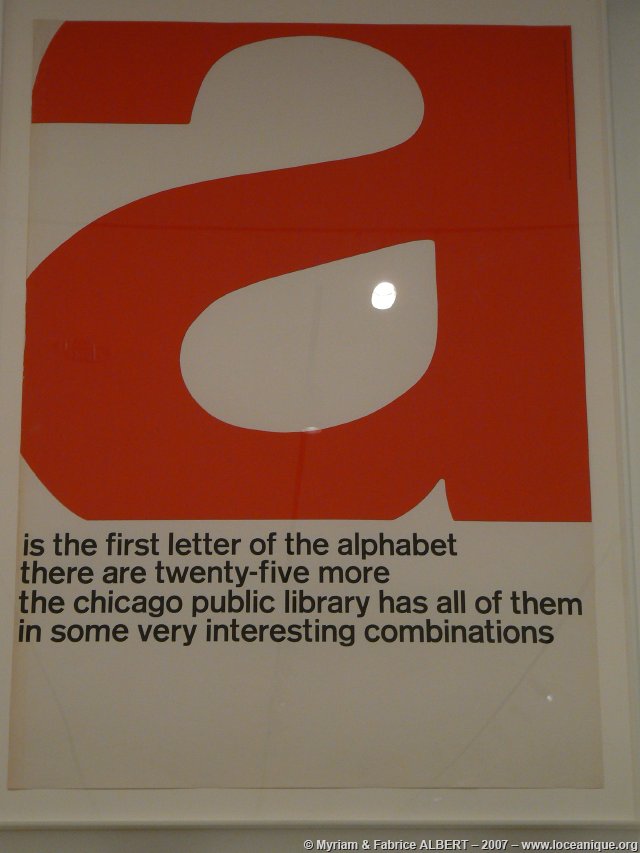 a
is the first letter of the alphabet
there are twenty-five more
the chicago public library has all of them
in some very interesting combinations
© Myriam & Fabrice ALBERT – 2007 – www.loceanique.org